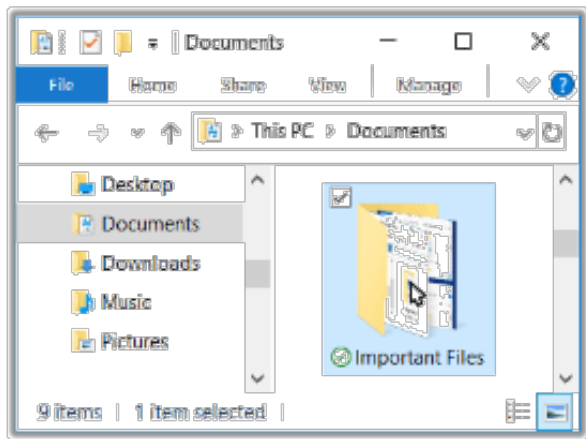 Documents
File Home Share View Manage ?
This PC Documents
Desktop
Documents
Downloads
Music
Pictures
Important Files
9 items 1 item selected